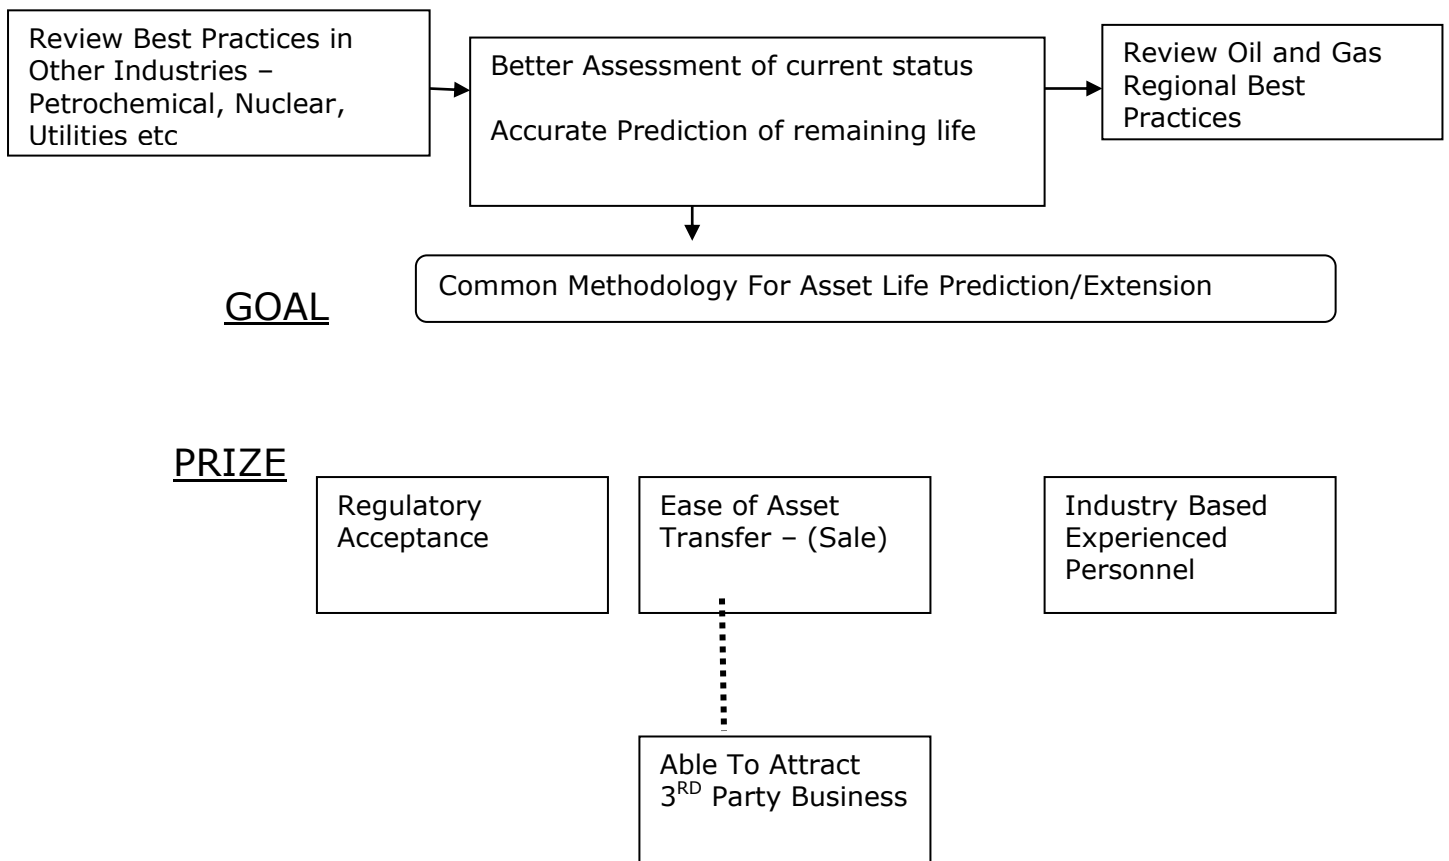 Review Best Practices in
Other Industries –
Petrochemical, Nuclear,
Utilities etc
Better Assessment of current status
Accurate Prediction of remaining life
Review Oil and Gas
Regional Best
Practices
Common Methodology For Asset Life Prediction/Extension
GOAL
PRIZE
Regulatory
Acceptance
Ease of Asset
Transfer – (Sale)
Industry Based
Experienced
Personnel
Able To Attract
3RD Party Business